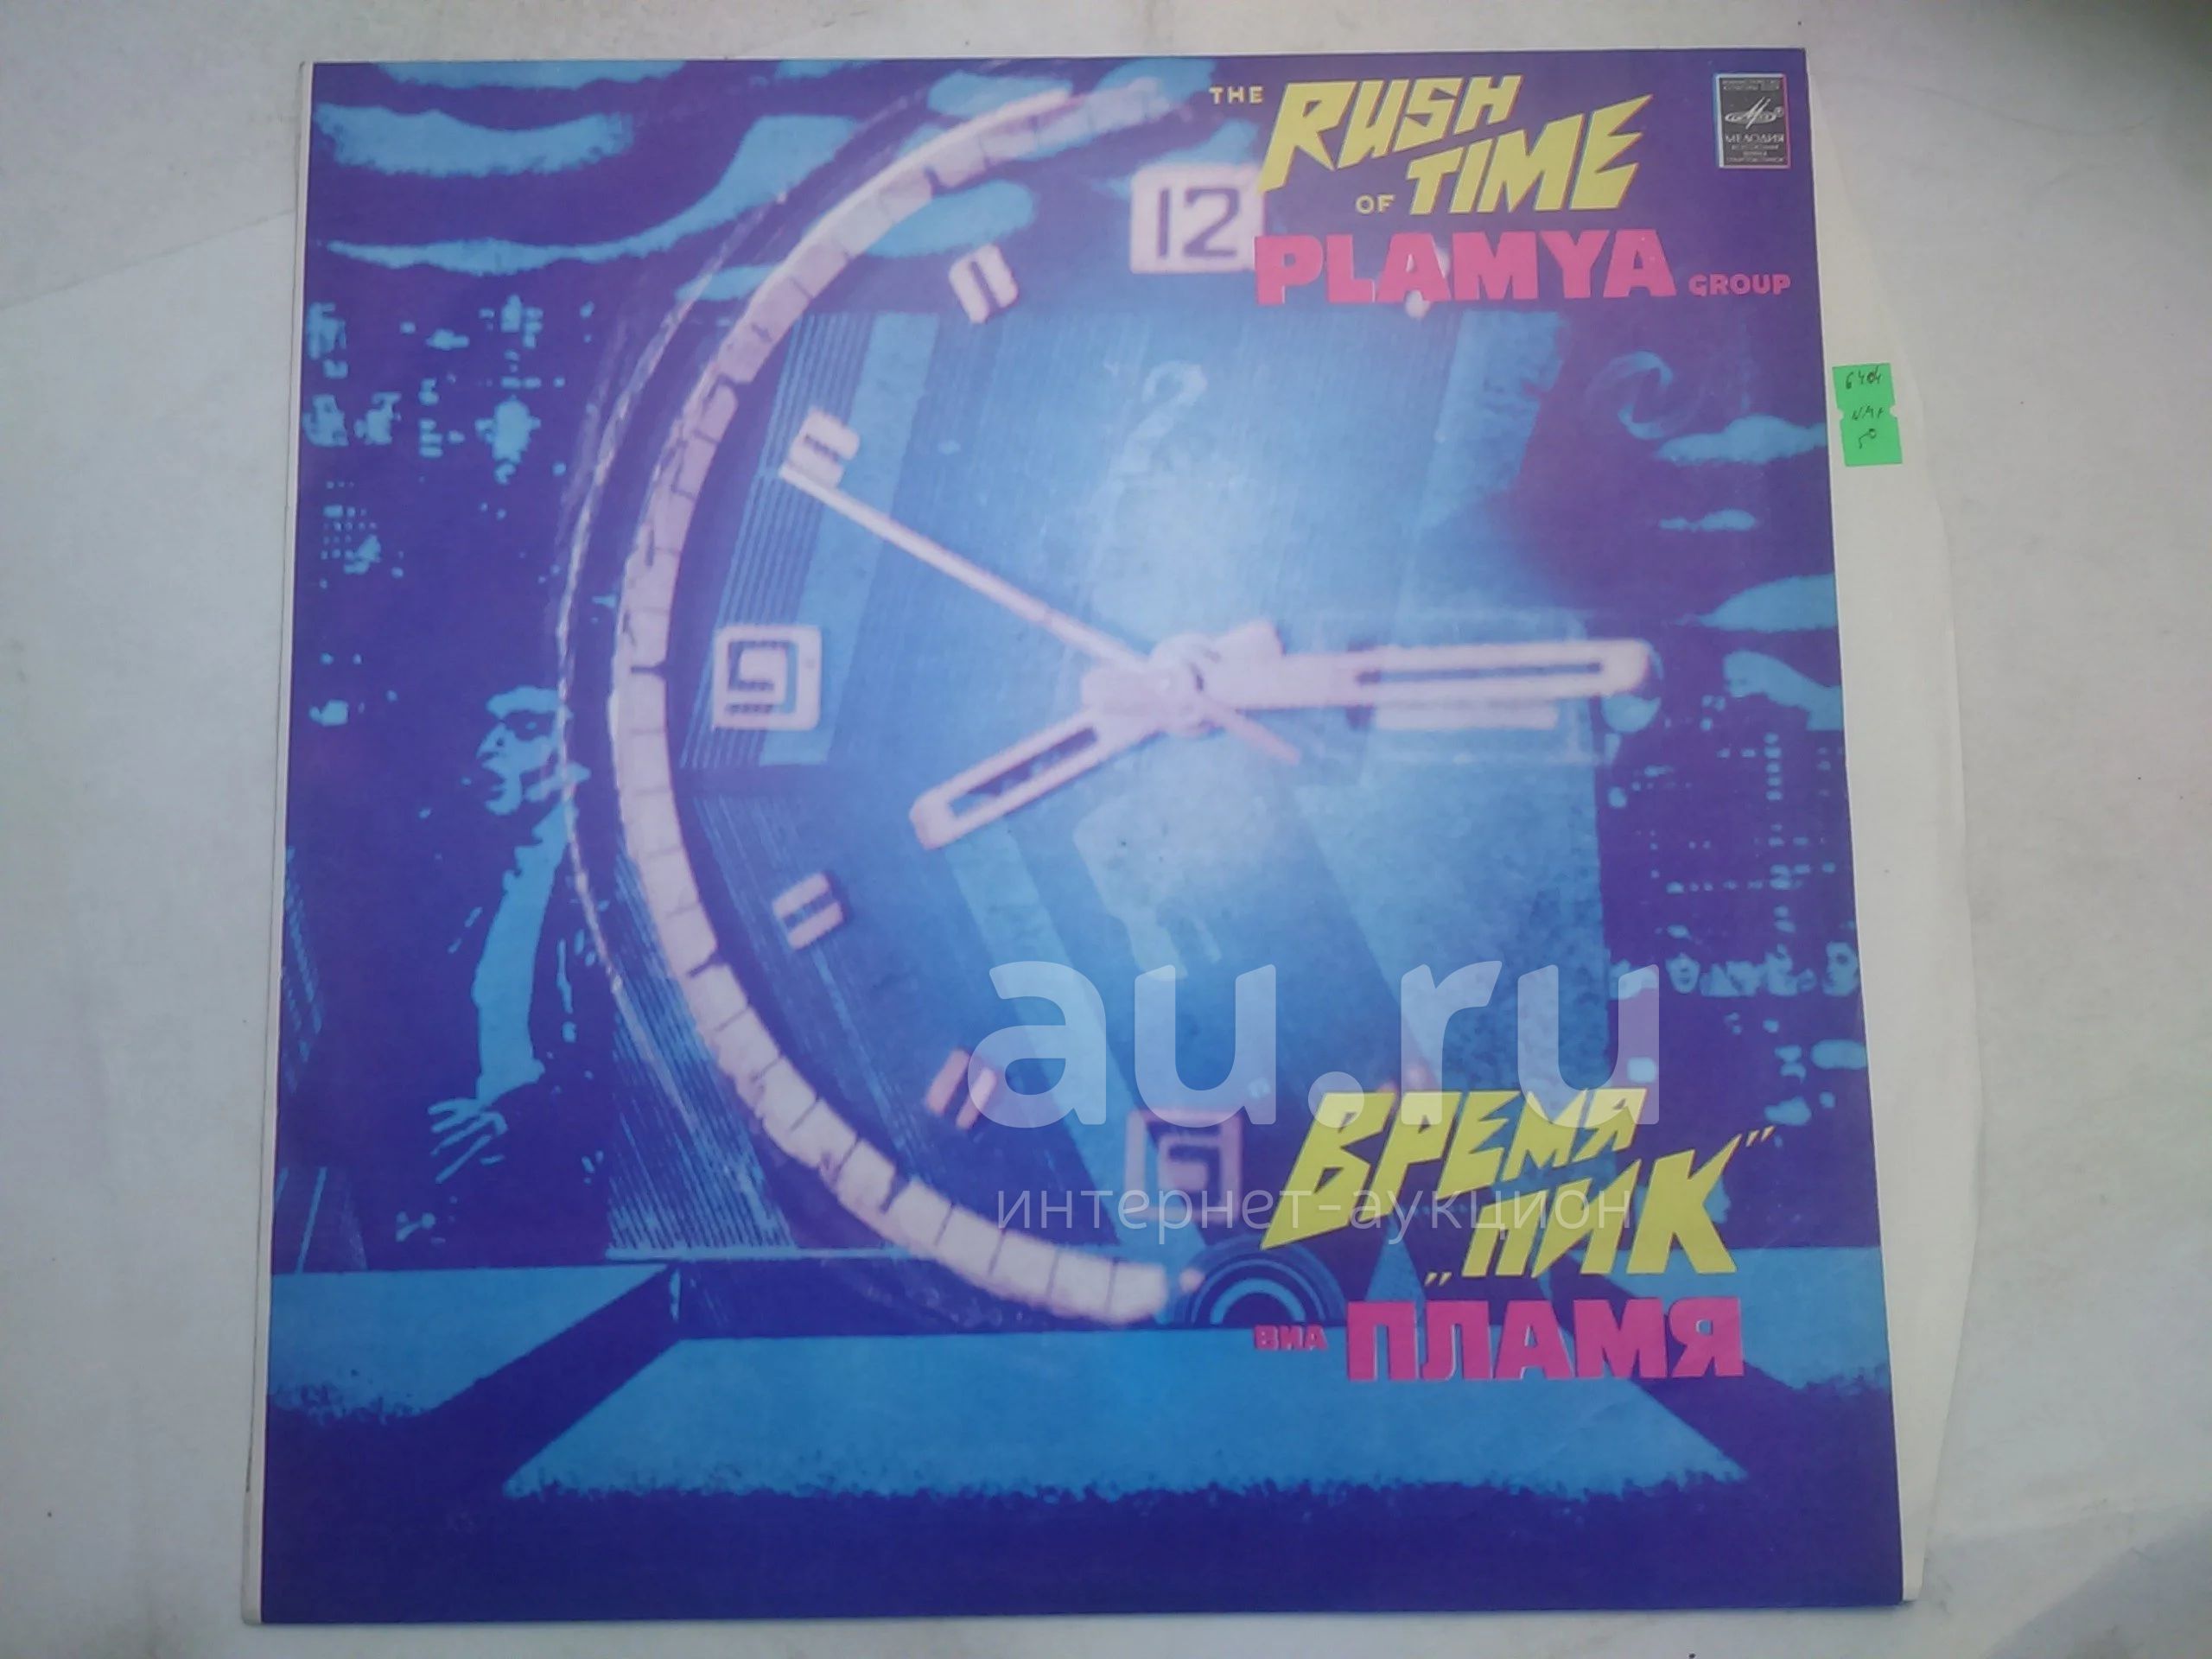 THE RUSH
OF TIME
PLAMYA GROUP
МЕЛОДИЯ
12
9
6
au.ru
интернет-аукцион
ВРЕМЯ
„ПИК”
ВИА ПЛАМЯ